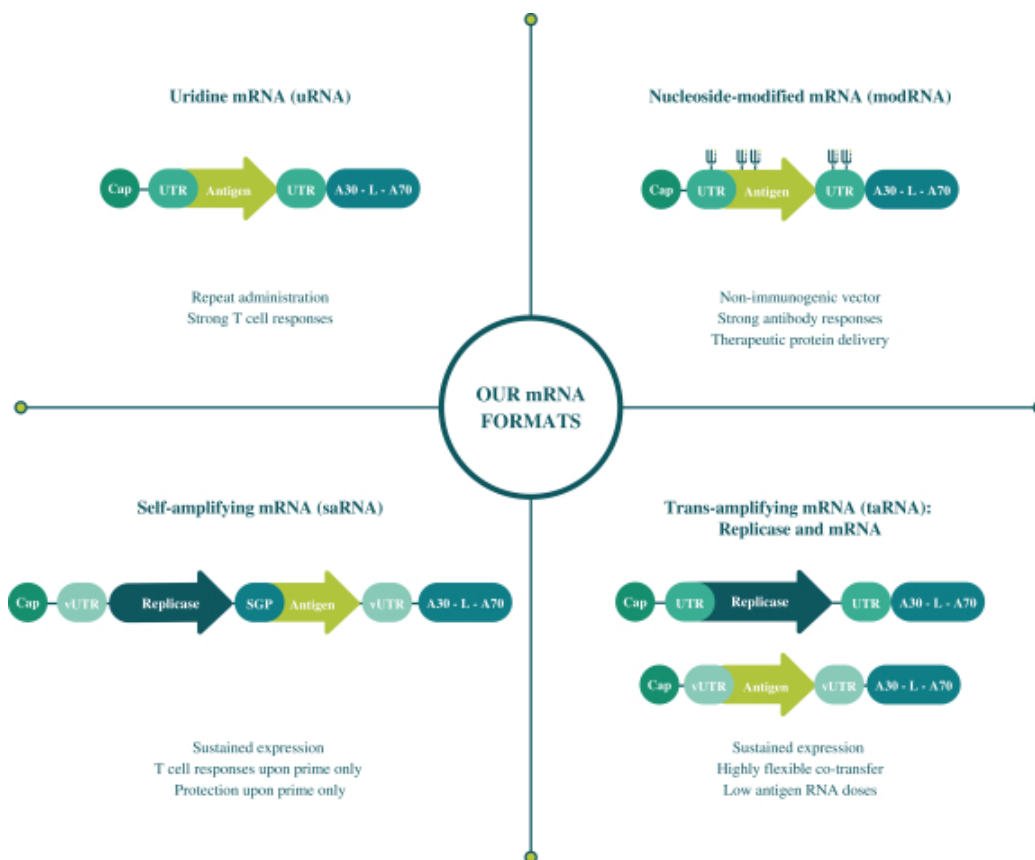 Uridine mRNA (uRNA)
Cap UTR Antigen UTR A30 - L - A70
Repeat administration
Strong T cell responses
Nucleoside-modified mRNA (modRNA)
Cap UTR Antigen UTR A30 - L - A70
Non-immunogenic vector
Strong antibody responses
Therapeutic protein delivery
OUR mRNA
FORMATS
Self-amplifying mRNA (saRNA)
Cap vUTR Replicase SGP Antigen vUTR A30 - L - A70
Sustained expression
T cell responses upon prime only
Protection upon prime only
Trans-amplifying mRNA (taRNA):
Replicase and mRNA
Cap UTR Replicase UTR A30 - L - A70
Cap vUTR Antigen vUTR A30 - L - A70
Sustained expression
Highly flexible co-transfer
Low antigen RNA doses